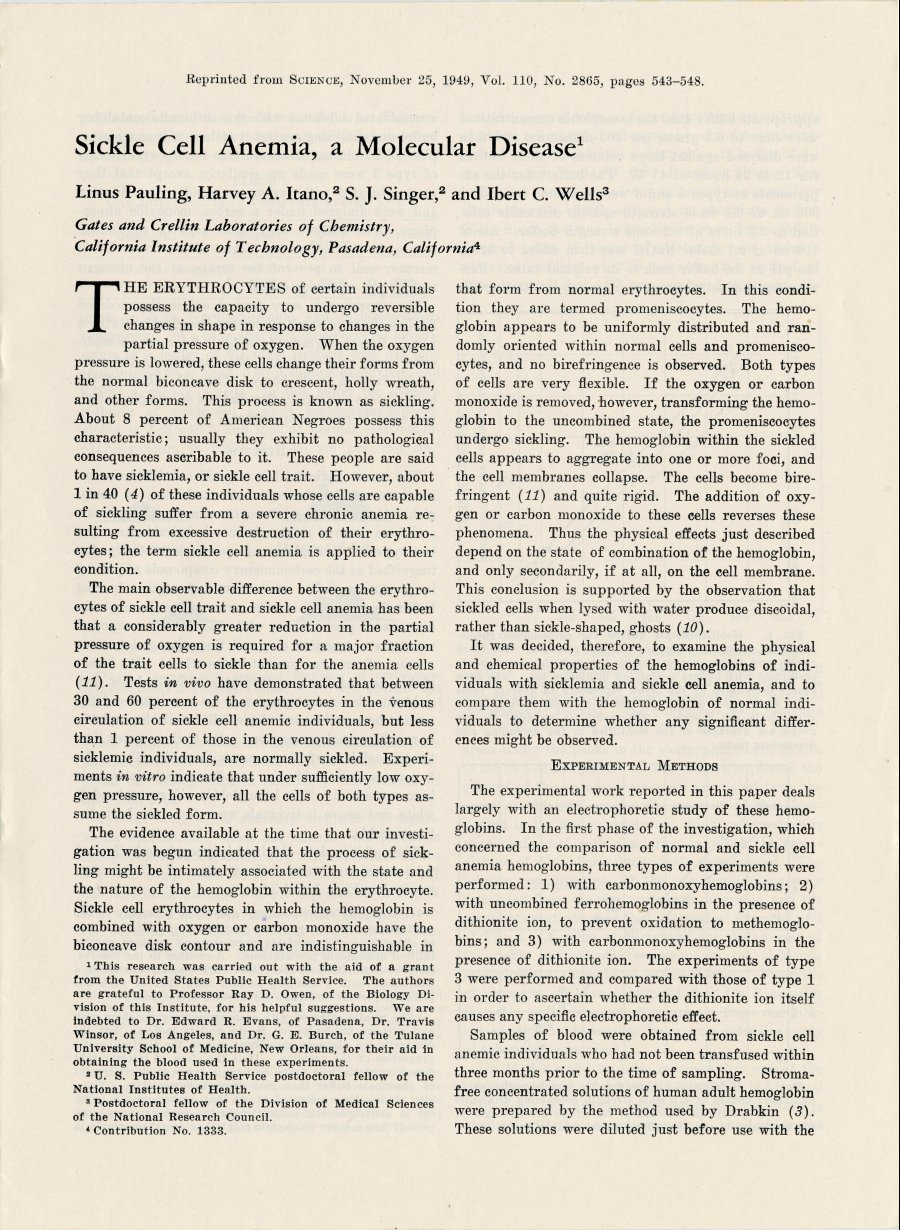 Reprinted from SCIENCE, November 25, 1949, Vol. 110, No. 2865, pages 543–548.
Sickle Cell Anemia, a Molecular Disease¹
Linus Pauling, Harvey A. Itano,² S. J. Singer,² and Ibert C. Wells³
Gates and Crellin Laboratories of Chemistry,
California Institute of Technology, Pasadena, California⁴
THE ERYTHROCYTES of certain individuals
possess the capacity to undergo reversible
changes in shape in response to changes in the
partial pressure of oxygen. When the oxygen
pressure is lowered, these cells change their forms from
the normal biconcave disk to crescent, holly wreath,
and other forms. This process is known as sickling.
About 8 percent of American Negroes possess this
characteristic; usually they exhibit no pathological
consequences ascribable to it. These people are said
to have sicklemia, or sickle cell trait. However, about
1 in 40 (4) of these individuals whose cells are capable
of sickling suffer from a severe chronic anemia re-
sulting from excessive destruction of their erythro-
cytes; the term sickle cell anemia is applied to their
condition.
The main observable difference between the erythro-
cytes of sickle cell trait and sickle cell anemia has been
that a considerably greater reduction in the partial
pressure of oxygen is required for a major fraction
of the trait cells to sickle than for the anemia cells
(11). Tests in vivo have demonstrated that between
30 and 60 percent of the erythrocytes in the venous
circulation of sickle cell anemic individuals, but less
than 1 percent of those in the venous circulation of
sicklemic individuals, are normally sickled. Experi-
ments in vitro indicate that under sufficiently low oxy-
gen pressure, however, all the cells of both types as-
sume the sickled form.
The evidence available at the time that our investi-
gation was begun indicated that the process of sick-
ling might be intimately associated with the state and
the nature of the hemoglobin within the erythrocyte.
Sickle cell erythrocytes in which the hemoglobin is
combined with oxygen or carbon monoxide have the
biconcave disk contour and are indistinguishable in
¹ This research was carried out with the aid of a grant
from the United States Public Health Service. The authors
are grateful to Professor Ray D. Owen, of the Biology Di-
vision of this Institute, for his helpful suggestions. We are
indebted to Dr. Edward R. Evans, of Pasadena, Dr. Travis
Winsor, of Los Angeles, and Dr. G. E. Burch, of the Tulane
University School of Medicine, New Orleans, for their aid in
obtaining the blood used in these experiments.
² U. S. Public Health Service postdoctoral fellow of the
National Institutes of Health.
³ Postdoctoral fellow of the Division of Medical Sciences
of the National Research Council.
⁴ Contribution No. 1333.
that form from normal erythrocytes. In this condi-
tion they are termed promeniscocytes. The hemo-
globin appears to be uniformly distributed and ran-
domly oriented within normal cells and promenisco-
cytes, and no birefringence is observed. Both types
of cells are very flexible. If the oxygen or carbon
monoxide is removed, however, transforming the hemo-
globin to the uncombined state, the promeniscocytes
undergo sickling. The hemoglobin within the sickled
cells appears to aggregate into one or more foci, and
the cell membranes collapse. The cells become bire-
fringent (11) and quite rigid. The addition of oxy-
gen or carbon monoxide to these cells reverses these
phenomena. Thus the physical effects just described
depend on the state of combination of the hemoglobin,
and only secondarily, if at all, on the cell membrane.
This conclusion is supported by the observation that
sickled cells when lysed with water produce discoidal,
rather than sickle-shaped, ghosts (10).
It was decided, therefore, to examine the physical
and chemical properties of the hemoglobins of indi-
viduals with sicklemia and sickle cell anemia, and to
compare them with the hemoglobin of normal indi-
viduals to determine whether any significant differ-
ences might be observed.
EXPERIMENTAL METHODS
The experimental work reported in this paper deals
largely with an electrophoretic study of these hemo-
globins. In the first phase of the investigation, which
concerned the comparison of normal and sickle cell
anemia hemoglobins, three types of experiments were
performed: 1) with carbonmonoxyhemoglobins; 2)
with uncombined ferrohemoglobins in the presence of
dithionite ion, to prevent oxidation to methemoglo-
bins; and 3) with carbonmonoxyhemoglobins in the
presence of dithionite ion. The experiments of type
3 were performed and compared with those of type 1
in order to ascertain whether the dithionite ion itself
causes any specific electrophoretic effect.
Samples of blood were obtained from sickle cell
anemic individuals who had not been transfused within
three months prior to the time of sampling. Stroma-
free concentrated solutions of human adult hemoglobin
were prepared by the method used by Drabkin (3).
These solutions were diluted just before use with the